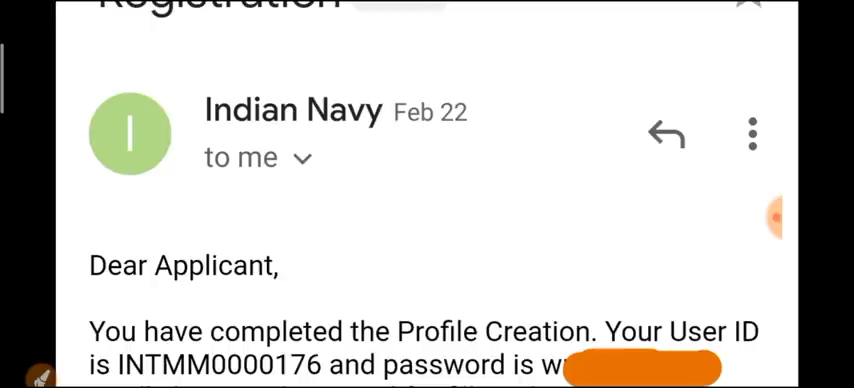 Registration
I
Indian Navy Feb 22
to me
Dear Applicant,
You have completed the Profile Creation. Your User ID
is INTMM0000176 and password is